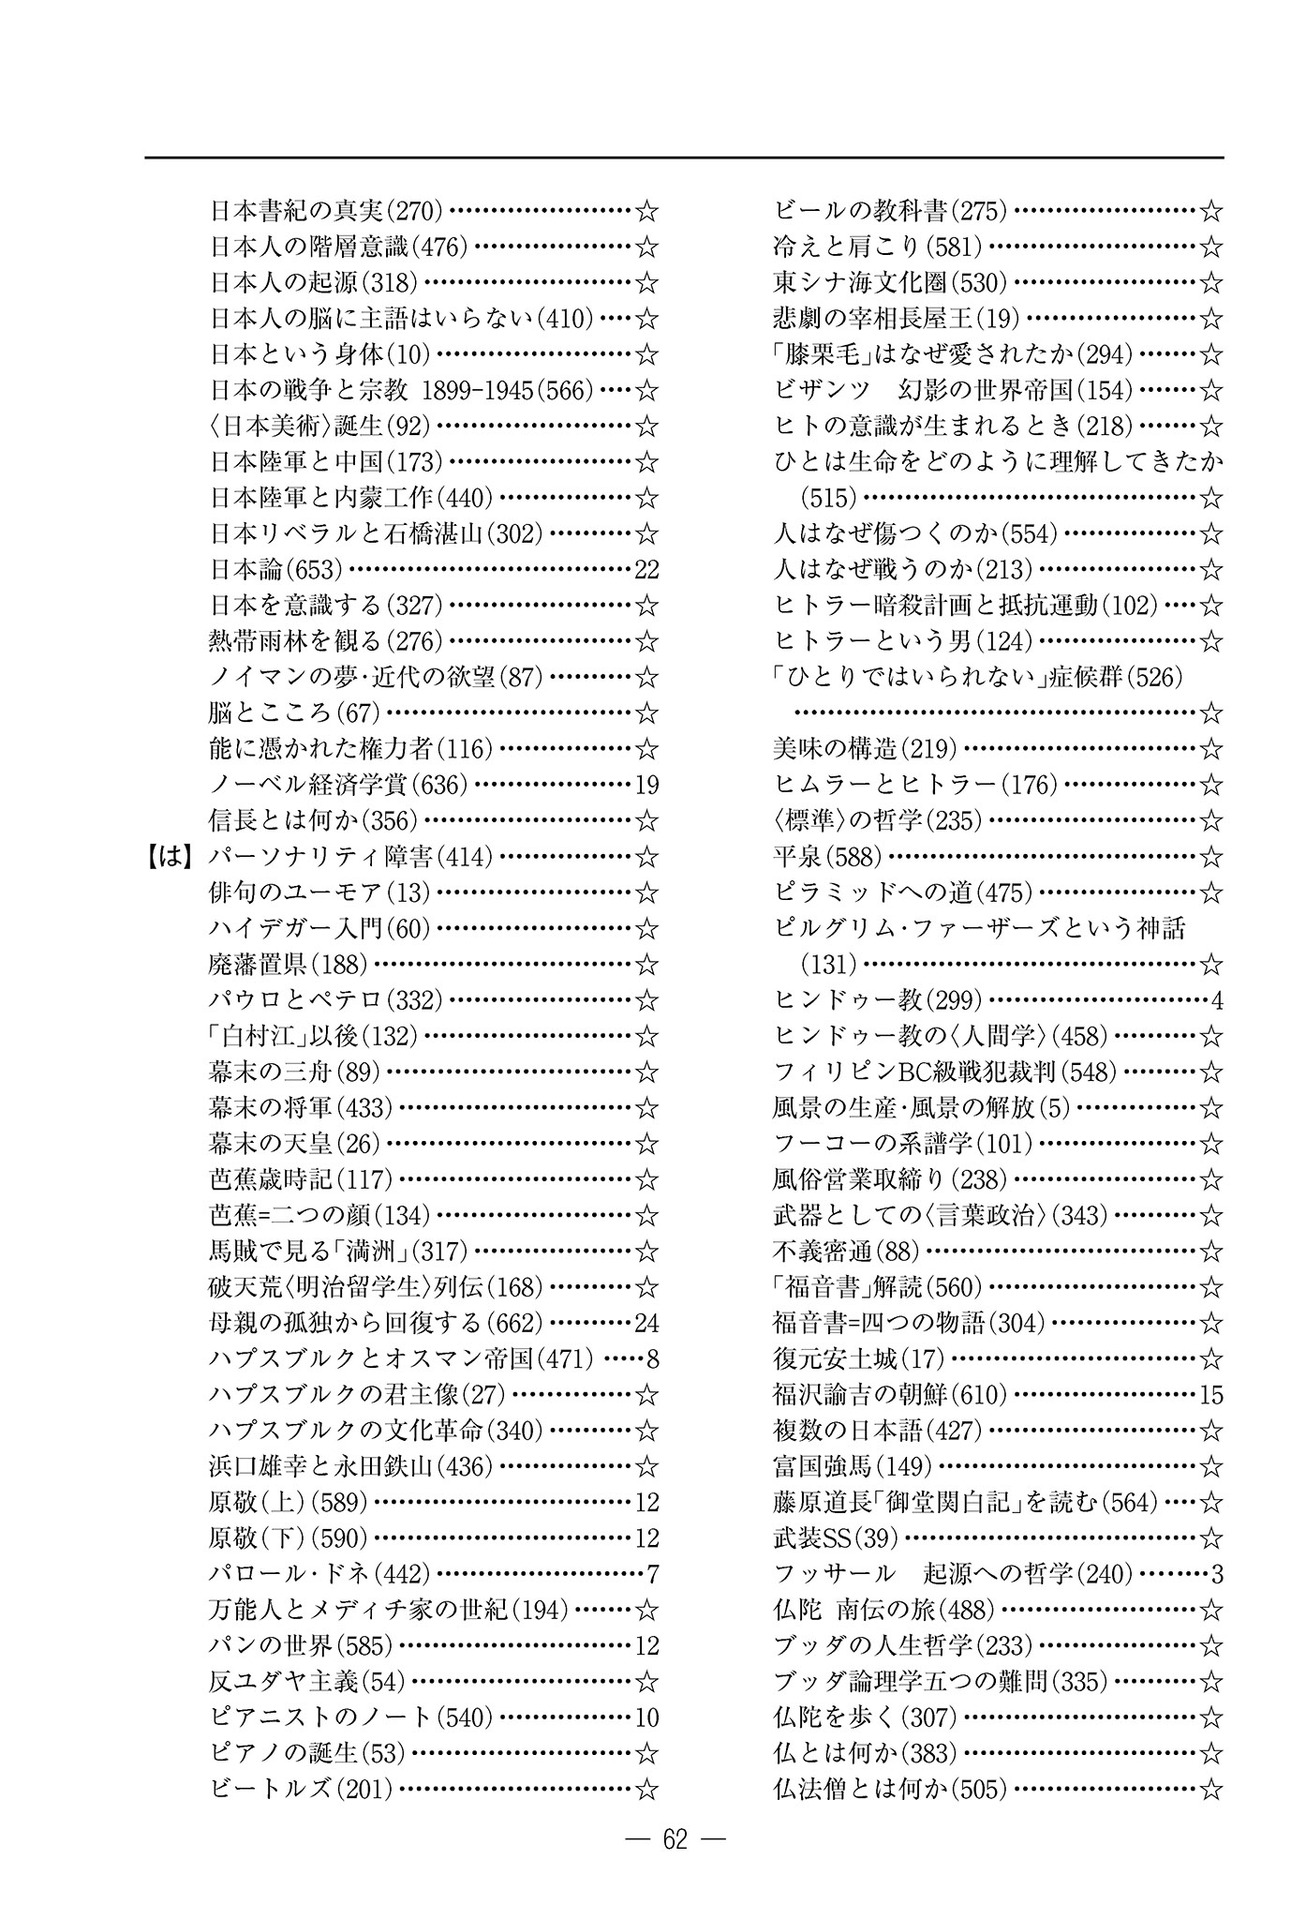 日本書紀の真実(270)……………………☆
日本人の階層意識(476)…………………☆
日本人の起源(318)………………………☆
日本人の脳に主語はいらない(410)…☆
日本という身体(10)……………………☆
日本の戦争と宗教 1899-1945(566)…☆
〈日本美術〉誕生(92)……………………☆
日本陸軍と中国(173)……………………☆
日本陸軍と内蒙工作(440)………………☆
日本リベラルと石橋湛山(302)…………☆
日本論(653)………………………………22
日本を意識する(327)……………………☆
熱帯雨林を観る(276)……………………☆
ノイマンの夢・近代の欲望(87)…………☆
脳とこころ(67)……………………………☆
能に憑かれた権力者(116)………………☆
ノーベル経済学賞(636)…………………19
信長とは何か(356)………………………☆
【は】 パーソナリティ障害(414)………………☆
俳句のユーモア(13)……………………☆
ハイデガー入門(60)……………………☆
廃藩置県(188)……………………………☆
パウロとペテロ(332)……………………☆
「白村江」以後(132)………………………☆
幕末の三舟(89)…………………………☆
幕末の将軍(433)…………………………☆
幕末の天皇(26)…………………………☆
芭蕉歳時記(117)…………………………☆
芭蕉=二つの顔(134)……………………☆
馬賊で見る「満洲」(317)…………………☆
破天荒〈明治留学生〉列伝(168)…………☆
母親の孤独から回復する(662)…………24
ハプスブルクとオスマン帝国(471)……8
ハプスブルクの君主像(27)……………☆
ハプスブルクの文化革命(340)…………☆
浜口雄幸と永田鉄山(436)………………☆
原敬(上)(589)……………………………12
原敬(下)(590)……………………………12
パロール・ドネ(442)………………………7
万能人とメディチ家の世紀(194)………☆
パンの世界(585)…………………………12
反ユダヤ主義(54)………………………☆
ピアニストのノート(540)………………10
ピアノの誕生(53)………………………☆
ビートルズ(201)…………………………☆
ビールの教科書(275)……………………☆
冷えと肩こり(581)………………………☆
東シナ海文化圏(530)……………………☆
悲劇の宰相長屋王(19)…………………☆
「膝栗毛」はなぜ愛されたか(294)………☆
ビザンツ　幻影の世界帝国(154)………☆
ヒトの意識が生まれるとき(218)………☆
ひとは生命をどのように理解してきたか
(515)……………………………………☆
人はなぜ傷つくのか(554)………………☆
人はなぜ戦うのか(213)…………………☆
ヒトラー暗殺計画と抵抗運動(102)……☆
ヒトラーという男(124)…………………☆
「ひとりではいられない」症候群(526)
……………………………………………☆
美味の構造(219)…………………………☆
ヒムラーとヒトラー(176)………………☆
〈標準〉の哲学(235)………………………☆
平泉(588)…………………………………☆
ピラミッドへの道(475)…………………☆
ピルグリム・ファーザーズという神話
(131)……………………………………☆
ヒンドゥー教(299)………………………4
ヒンドゥー教の〈人間学〉(458)…………☆
フィリピンBC級戦犯裁判(548)…………☆
風景の生産・風景の解放(5)……………☆
フーコーの系譜学(101)…………………☆
風俗営業取締り(238)……………………☆
武器としての〈言葉政治〉(343)…………☆
不義密通(88)……………………………☆
「福音書」解読(560)………………………☆
福音書=四つの物語(304)………………☆
復元安土城(17)…………………………☆
福沢諭吉の朝鮮(610)……………………15
複数の日本語(427)………………………☆
富国強馬(149)……………………………☆
藤原道長「御堂関白記」を読む(564)……☆
武装SS(39)………………………………☆
フッサール　起源への哲学(240)………3
仏陀 南伝の旅(488)……………………☆
ブッダの人生哲学(233)…………………☆
ブッダ論理学五つの難問(335)…………☆
仏陀を歩く(307)…………………………☆
仏とは何か(383)…………………………☆
仏法僧とは何か(505)……………………☆
— 62 —